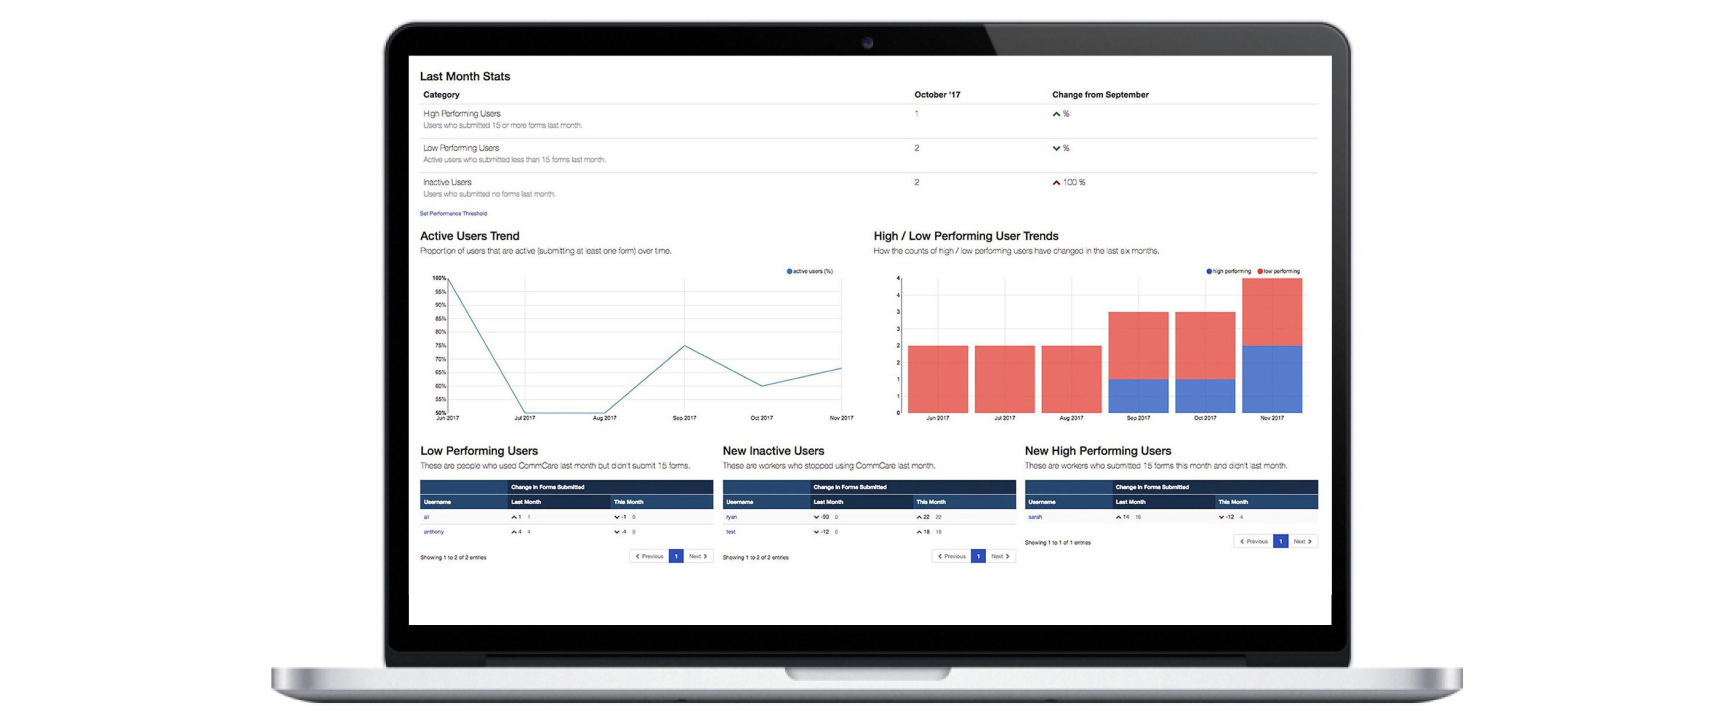 Last Month Stats
Category October '17 Change from September
High Performing Users 1 %
Users who submitted 15 or more forms last month.
Low Performing Users 2 %
Active users who submitted less than 15 forms last month.
Inactive Users 2 100 %
Users who submitted no forms last month.
Set Performance Threshold
Active Users Trend
Proportion of users that are active (submitting at least one form) over time.
active users (%)
100%
95%
90%
85%
80%
75%
70%
65%
60%
55%
50%
Jun 2017 Jul 2017 Aug 2017 Sep 2017 Oct 2017 Nov 2017
High / Low Performing User Trends
How the counts of high / low performing users have changed in the last six months.
high performing low performing
4
4
3
3
2
2
1
1
0
Jun 2017 Jul 2017 Aug 2017 Sep 2017 Oct 2017 Nov 2017
Low Performing Users
These are people who used CommCare last month but didn't submit 15 forms.
Change in Forms Submitted
Username Last Month This Month
ali 1 1 -1 0
anthony 4 4 -4 0
Showing 1 to 2 of 2 entries
Previous 1 Next
New Inactive Users
These are workers who stopped using CommCare last month.
Change in Forms Submitted
Username Last Month This Month
ryan -90 0 22 22
test -12 0 18 18
Showing 1 to 2 of 2 entries
Previous 1 Next
New High Performing Users
These are workers who submitted 15 forms this month and didn't last month.
Change in Forms Submitted
Username Last Month This Month
sarah 14 16 -12 4
Showing 1 to 1 of 1 entries
Previous 1 Next